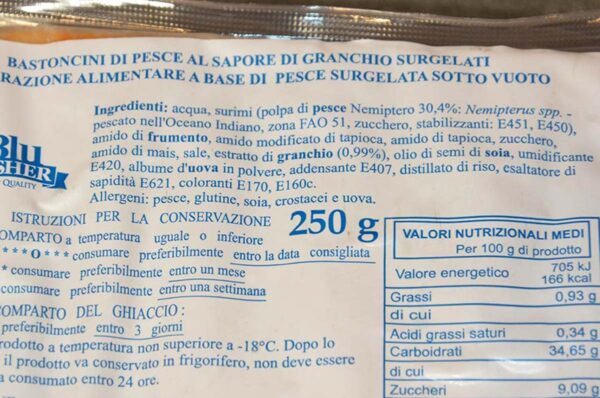 BASTONCINI DI PESCE AL SAPORE DI GRANCHIO SURGELATI
RAZIONE ALIMENTARE A BASE DI PESCE SURGELATA SOTTO VUOTO
Ingredienti: acqua, surimi (polpa di pesce Nemiptero 30,4%: Nemipterus spp. -
pescato nell'Oceano Indiano, zona FAO 51, zucchero, stabilizzanti: E451, E450),
amido di frumento, amido modificato di tapioca, amido di tapioca, zucchero,
amido di mais, sale, estratto di granchio (0,99%), olio di semi di soia, umidificante
E420, albume d'uova in polvere, addensante E407, distillato di riso, esaltatore di
sapidità E621, coloranti E170, E160c.
Allergeni: pesce, glutine, soia, crostacei e uova.
Blu
CHER
QUALITY
ISTRUZIONI PER LA CONSERVAZIONE
250 g
OMPARTO a temperatura uguale o inferiore
***O*** consumare preferibilmente entro la data consigliata
* consumare preferibilmente entro un mese
consumare preferibilmente entro una settimana
OMPARTO DEL GHIACCIO:
preferibilmente entro 3 giorni
rodotto a temperatura non superiore a -18°C. Dopo lo
il prodotto va conservato in frigorifero, non deve essere
a consumato entro 24 ore.
VALORI NUTRIZIONALI MEDI
Per 100 g di prodotto
Valore energetico 705 kJ
166 kcal
Grassi 0,93 g
di cui
Acidi grassi saturi 0,34 g
Carboidrati 34,65 g
di cui
Zuccheri 9,09 g